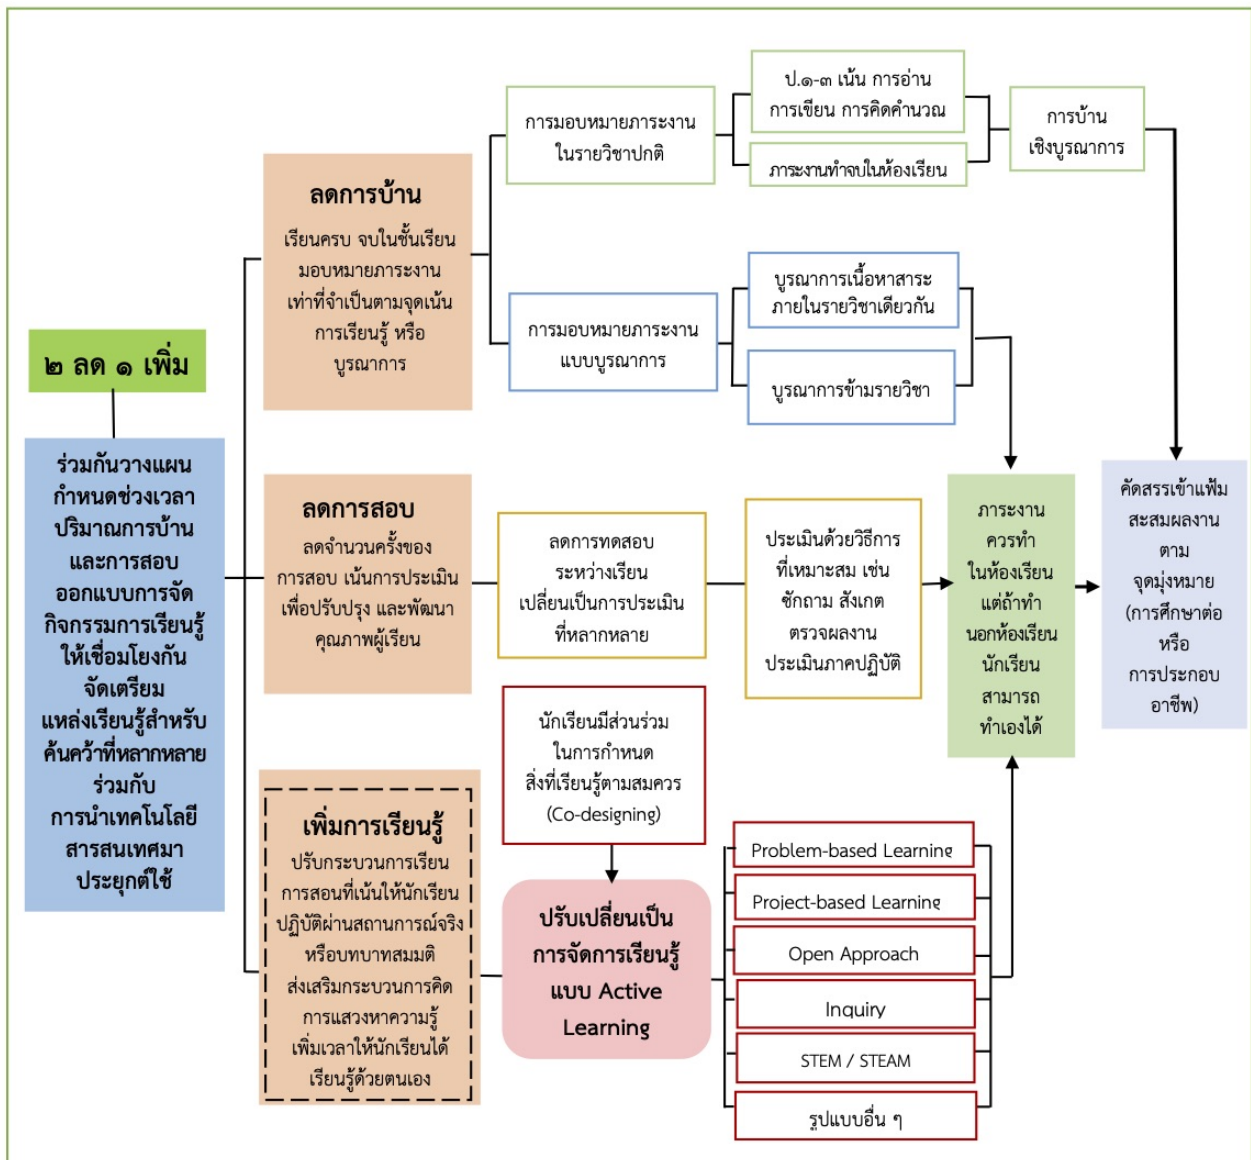 ๒ ลด ๑ เพิ่ม
ร่วมกันวางแผน
กำหนดช่วงเวลา
ปริมาณการบ้าน
และการสอบ
ออกแบบการจัด
กิจกรรมการเรียนรู้
ให้เชื่อมโยงกัน
จัดเตรียม
แหล่งเรียนรู้สำหรับ
ค้นคว้าที่หลากหลาย
ร่วมกับ
การนำเทคโนโลยี
สารสนเทศมา
ประยุกต์ใช้
ลดการบ้าน
เรียนครบ จบในชั้นเรียน
มอบหมายภาระงาน
เท่าที่จำเป็นตามจุดเน้น
การเรียนรู้ หรือ
บูรณาการ
การมอบหมายภาระงาน
ในรายวิชาปกติ
ป.๑-๓ เน้น การอ่าน
การเขียน การคิดคำนวณ
ภาระงานทำจบในห้องเรียน
การบ้าน
เชิงบูรณาการ
การมอบหมายภาระงาน
แบบบูรณาการ
บูรณาการเนื้อหาสาระ
ภายในรายวิชาเดียวกัน
บูรณาการข้ามรายวิชา
ลดการสอบ
ลดจำนวนครั้งของ
การสอบ เน้นการประเมิน
เพื่อปรับปรุง และพัฒนา
คุณภาพผู้เรียน
ลดการทดสอบ
ระหว่างเรียน
เปลี่ยนเป็นการประเมิน
ที่หลากหลาย
ประเมินด้วยวิธีการ
ที่เหมาะสม เช่น
ซักถาม สังเกต
ตรวจผลงาน
ประเมินภาคปฏิบัติ
ภาระงาน
ควรทำ
ในห้องเรียน
แต่ถ้าทำ
นอกห้องเรียน
นักเรียน
สามารถ
ทำเองได้
คัดสรรเข้าแฟ้ม
สะสมผลงาน
ตาม
จุดมุ่งหมาย
(การศึกษาต่อ
หรือ
การประกอบ
อาชีพ)
เพิ่มการเรียนรู้
ปรับกระบวนการเรียน
การสอนที่เน้นให้นักเรียน
ปฏิบัติผ่านสถานการณ์จริง
หรือบทบาทสมมติ
ส่งเสริมกระบวนการคิด
การแสวงหาความรู้
เพิ่มเวลาให้นักเรียนได้
เรียนรู้ด้วยตนเอง
นักเรียนมีส่วนร่วม
ในการกำหนด
สิ่งที่เรียนรู้ตามสมควร
(Co-designing)
ปรับเปลี่ยนเป็น
การจัดการเรียนรู้
แบบ Active
Learning
Problem-based Learning
Project-based Learning
Open Approach
Inquiry
STEM / STEAM
รูปแบบอื่น ๆ